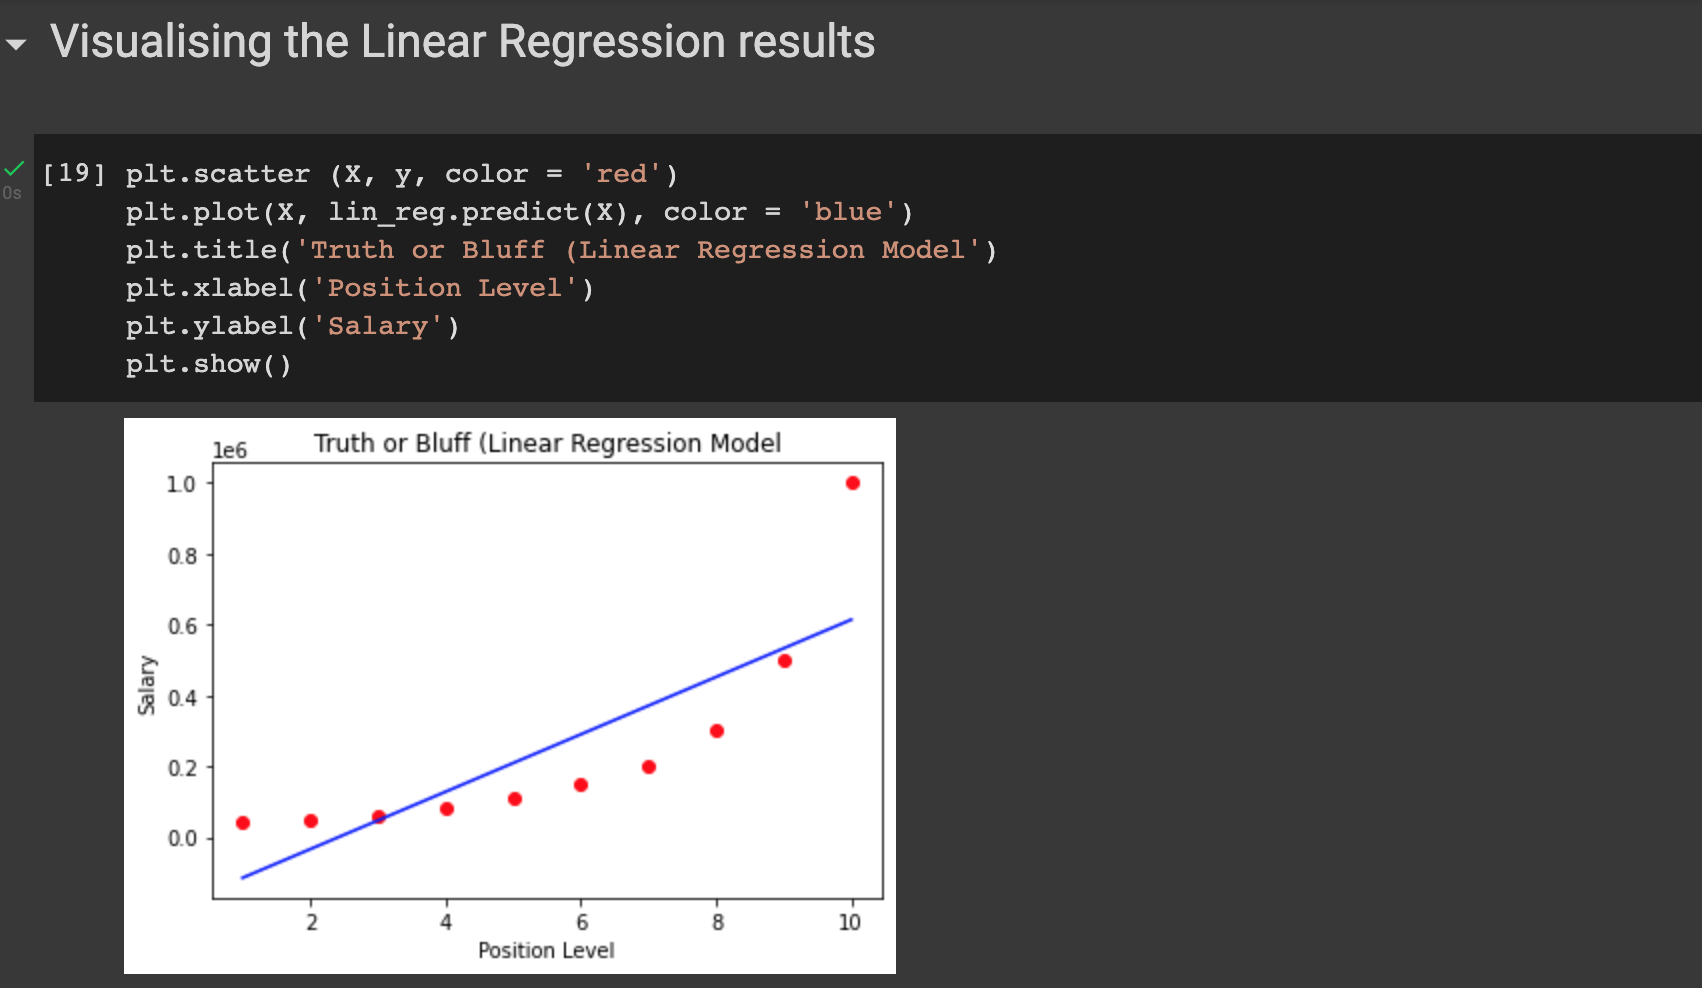 Visualising the Linear Regression results
[19] plt.scatter (X, y, color = 'red')
0s
plt.plot(X, lin_reg.predict(X), color = 'blue')
plt.title('Truth or Bluff (Linear Regression Model')
plt.xlabel('Position Level')
plt.ylabel('Salary')
plt.show()
Truth or Bluff (Linear Regression Model
1e6
1.0
0.8
0.6
0.4
0.2
0.0
Salary
2 4 6 8 10
Position Level